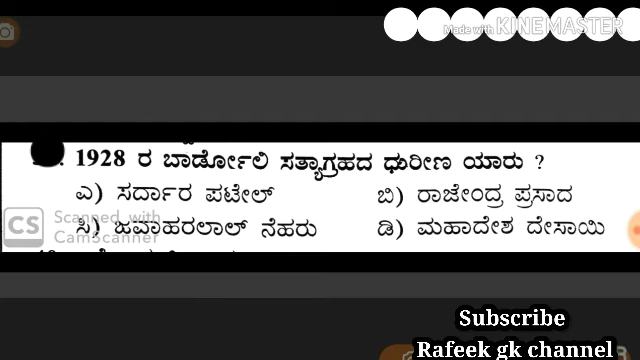 Made with KINEMASTER
1928 ರ ಬಾರ್ಡೋಲಿ ಸತ್ಯಾಗ್ರಹದ ಧುರೀಣ ಯಾರು ?
ಎ) ಸರ್ದಾರ ಪಟೇಲ್ ಬಿ) ರಾಜೇಂದ್ರ ಪ್ರಸಾದ
ಸಿ) ಜವಾಹರಲಾಲ್ ನೆಹರು ಡಿ) ಮಹಾದೇಶ ದೇಸಾಯಿ
CS Scanned with
CamScanner
Subscribe
Rafeek gk channel